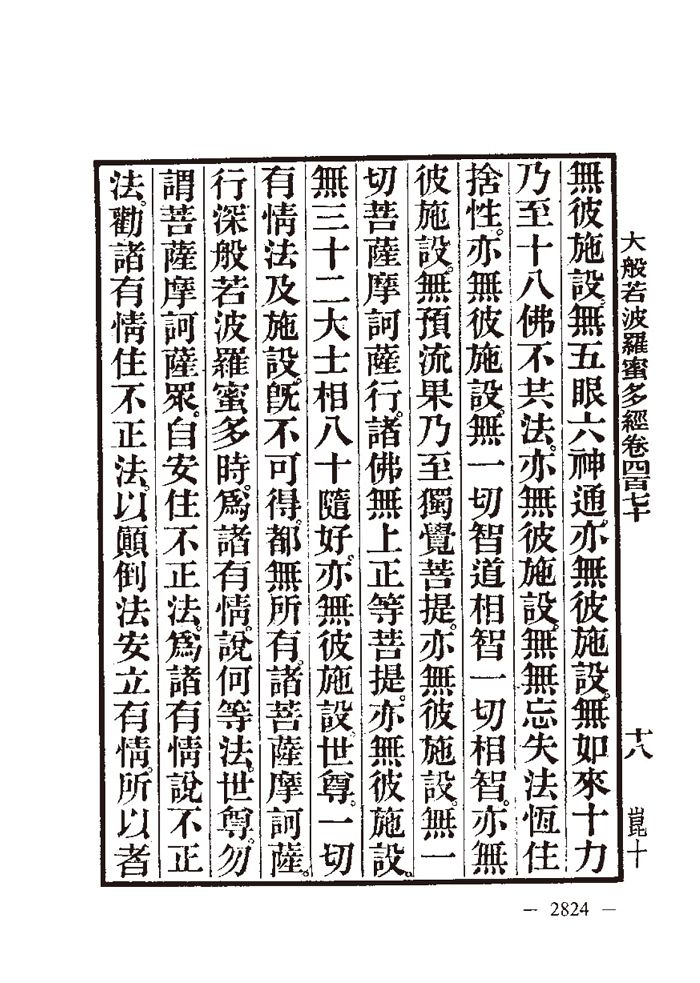 大般若波羅蜜多經卷四百七十
十八
崑十
無彼施設。無五眼六神通。亦無彼施設。無如來十力
乃至十八佛不共法。亦無彼施設。無無忘失法恆住
捨性。亦無彼施設。無一切智道相智一切相智。亦無
彼施設。無預流果乃至獨覺菩提。亦無彼施設。無一
切菩薩摩訶薩行。諸佛無上正等菩提。亦無彼施設。
無三十二大士相八十隨好。亦無彼施設。世尊。一切
有情法及施設。旣不可得。都無所有。諸菩薩摩訶薩。
行深般若波羅蜜多時。爲諸有情。說何等法。世尊。勿
謂菩薩摩訶薩眾。自安住不正法。爲諸有情說不正
法。勸諸有情住不正法。以顚倒法安立有情。所以者
— 2824 —